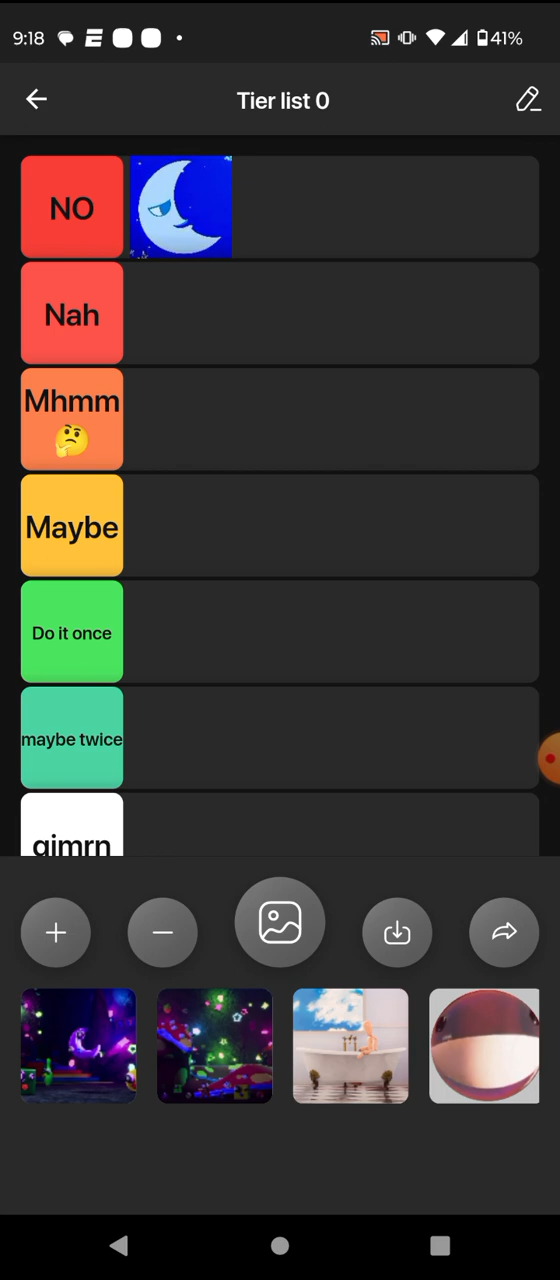 9:18
41%
Tier list 0
NO
Nah
Mhmm
🤔
Maybe
Do it once
maybe twice
gimrn